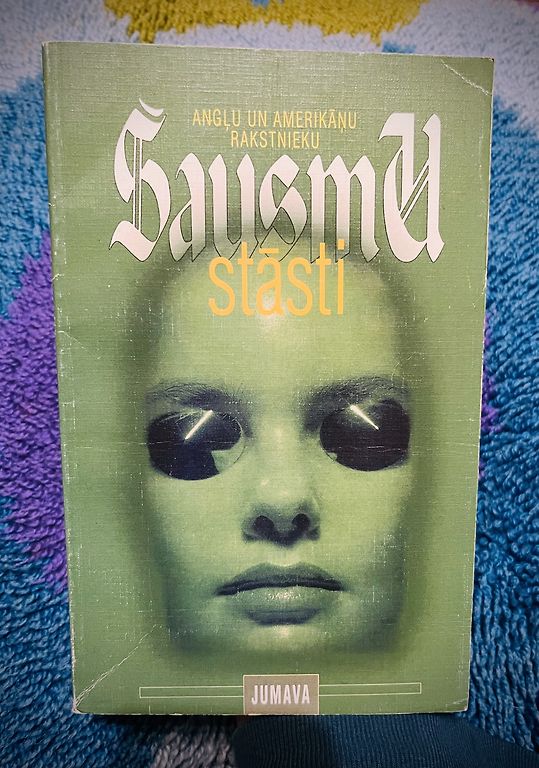 ANGĻU UN AMERIKĀŅU
RAKSTNIEKU
ŠausmU
stāsti
JUMAVA